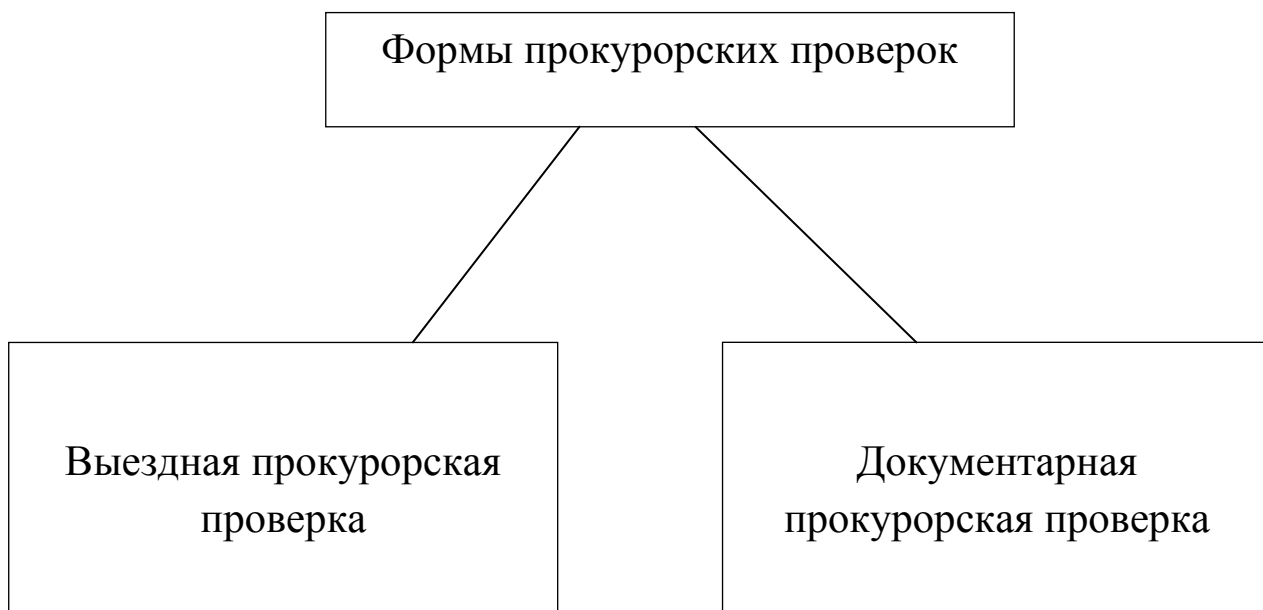 Формы прокурорских проверок
Выездная прокурорская
проверка
Документарная
прокурорская проверка